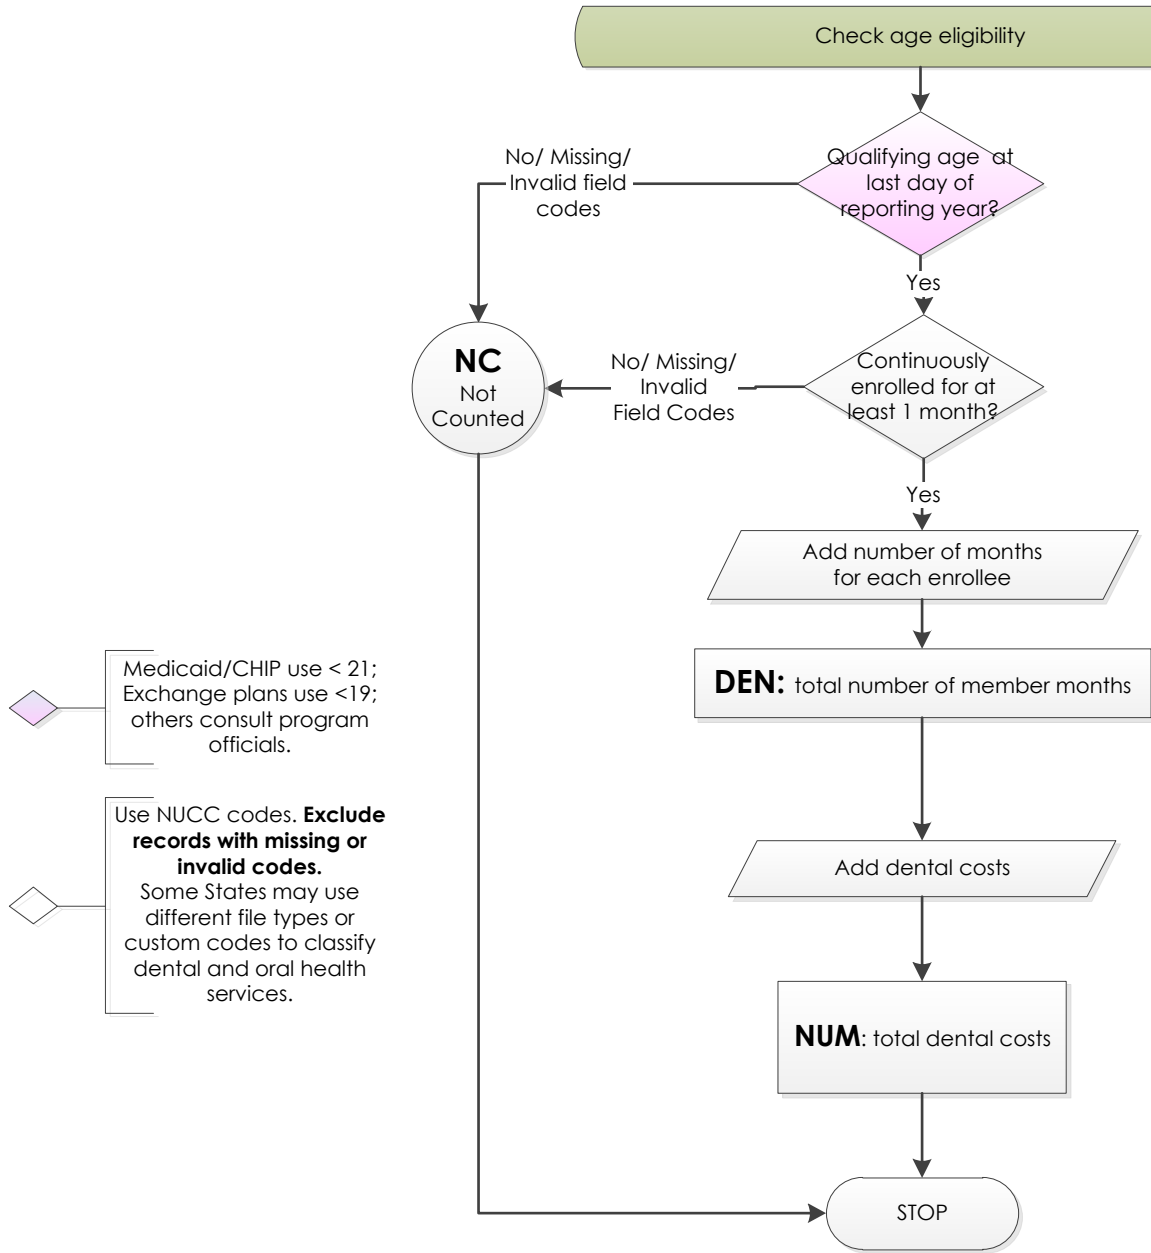 Check age eligibility
Qualifying age at
last day of
reporting year?
No/ Missing/
Invalid field
codes
Yes
NC
Not
Counted
No/ Missing/
Invalid
Field Codes
Continuously
enrolled for at
least 1 month?
Yes
Add number of months
for each enrollee
DEN: total number of member months
Medicaid/CHIP use < 21;
Exchange plans use <19;
others consult program
officials.
Use NUCC codes. Exclude
records with missing or
invalid codes.
Some States may use
different file types or
custom codes to classify
dental and oral health
services.
Add dental costs
NUM: total dental costs
STOP